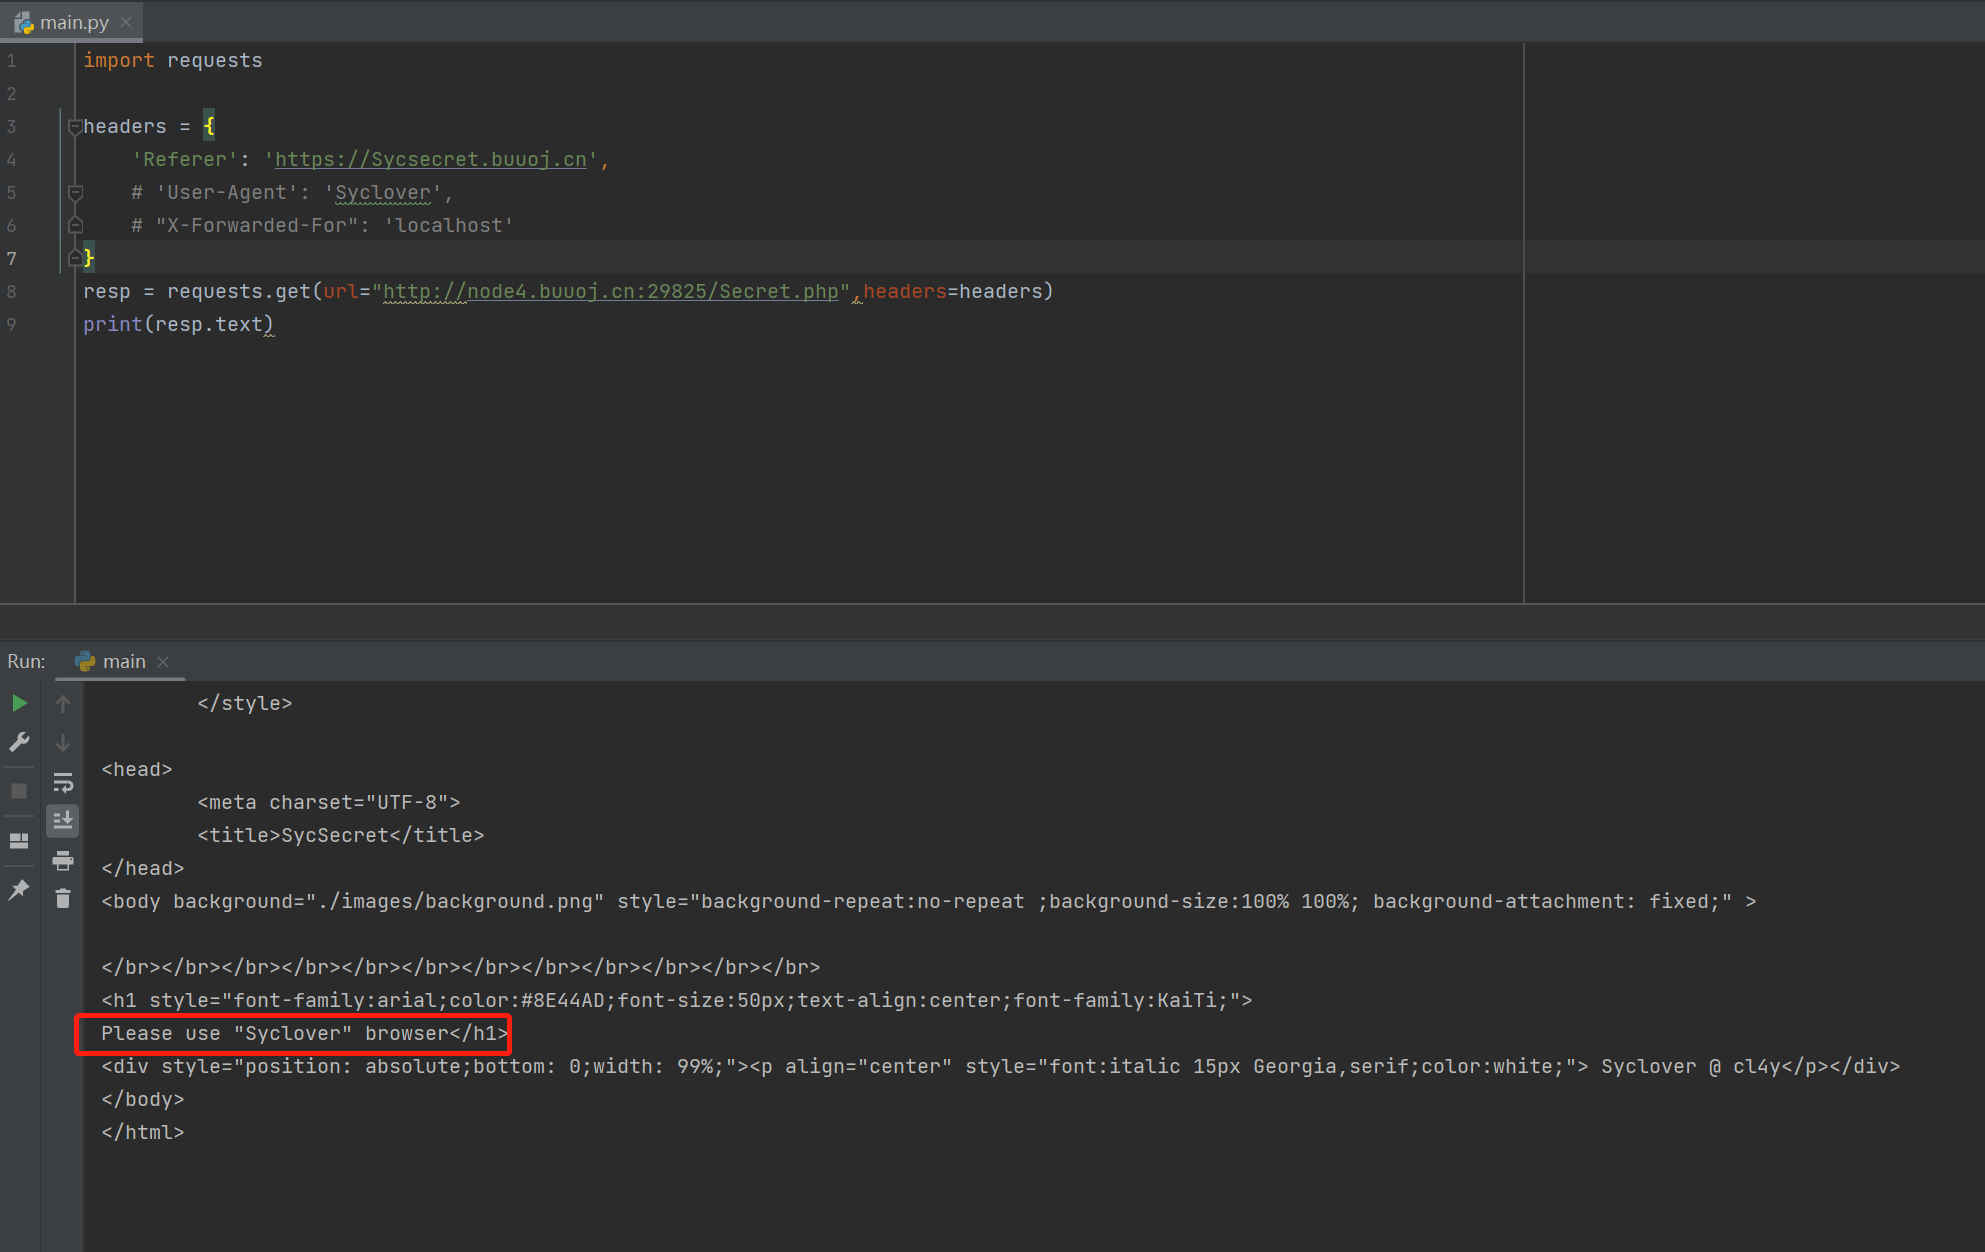 main.py
1 import requests
2
3 headers = {
4     'Referer': 'https://Sycsecret.buuoj.cn',
5     # 'User-Agent': 'Syclover',
6     # "X-Forwarded-For": 'localhost'
7 }
8 resp = requests.get(url="http://node4.buuoj.cn:29825/Secret.php",headers=headers)
9 print(resp.text)
Run: main
</style>
<head>
<meta charset="UTF-8">
<title>SycSecret</title>
</head>
<body background="./images/background.png" style="background-repeat:no-repeat ;background-size:100% 100%; background-attachment: fixed;" >
</br></br></br></br></br></br></br></br></br></br></br></br>
<h1 style="font-family:arial;color:#8E44AD;font-size:50px;text-align:center;font-family:KaiTi;">
Please use "Syclover" browser</h1>
<div style="position: absolute;bottom: 0;width: 99%;"><p align="center" style="font:italic 15px Georgia,serif;color:white;"> Syclover @ cl4y</p></div>
</body>
</html>